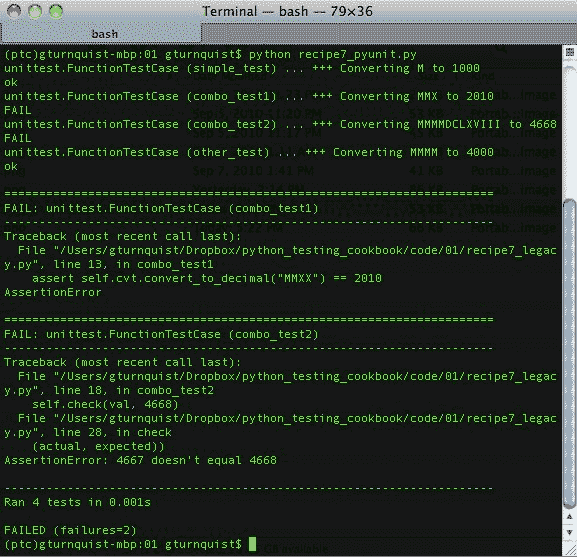 Terminal — bash — 79×36
bash
(ptc)gturnquist-mbp:01 gturnquist$ python recipe7_pyunit.py
unittest.FunctionTestCase (simple_test) ... +++ Converting M to 1000
ok
unittest.FunctionTestCase (combo_test1) ... +++ Converting MMX to 2010
FAIL
unittest.FunctionTestCase (combo_test2) ... +++ Converting MMMMDCLXVIII to 4668
FAIL
unittest.FunctionTestCase (other_test) ... +++ Converting MMMM to 4000
ok
======================================================================
FAIL: unittest.FunctionTestCase (combo_test1)
----------------------------------------------------------------------
Traceback (most recent call last):
File "/Users/gturnquist/Dropbox/python_testing_cookbook/code/01/recipe7_legac
y.py", line 13, in combo_test1
assert self.cvt.convert_to_decimal("MMXX") == 2010
AssertionError
======================================================================
FAIL: unittest.FunctionTestCase (combo_test2)
----------------------------------------------------------------------
Traceback (most recent call last):
File "/Users/gturnquist/Dropbox/python_testing_cookbook/code/01/recipe7_legac
y.py", line 18, in combo_test2
self.check(val, 4668)
File "/Users/gturnquist/Dropbox/python_testing_cookbook/code/01/recipe7_legac
y.py", line 28, in check
(actual, expected))
AssertionError: 4667 doesn't equal 4668
----------------------------------------------------------------------
Ran 4 tests in 0.001s
FAILED (failures=2)
(ptc)gturnquist-mbp:01 gturnquist$